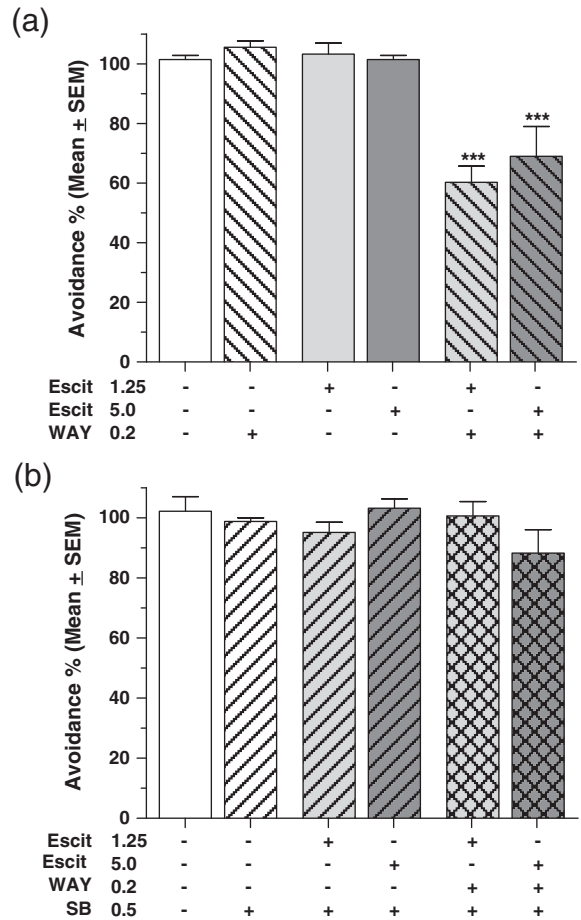 (a)
100
80
60
40
20
0
Avoidance % (Mean ± SEM)
*** ***
Escit 1.25 - - + - + -
Escit 5.0 - - - + - +
WAY 0.2 - + - - + +
(b)
100
80
60
40
20
0
Avoidance % (Mean ± SEM)
Escit 1.25 - - + - + -
Escit 5.0 - - - + - +
WAY 0.2 - - - - + +
SB 0.5 - + + + + +